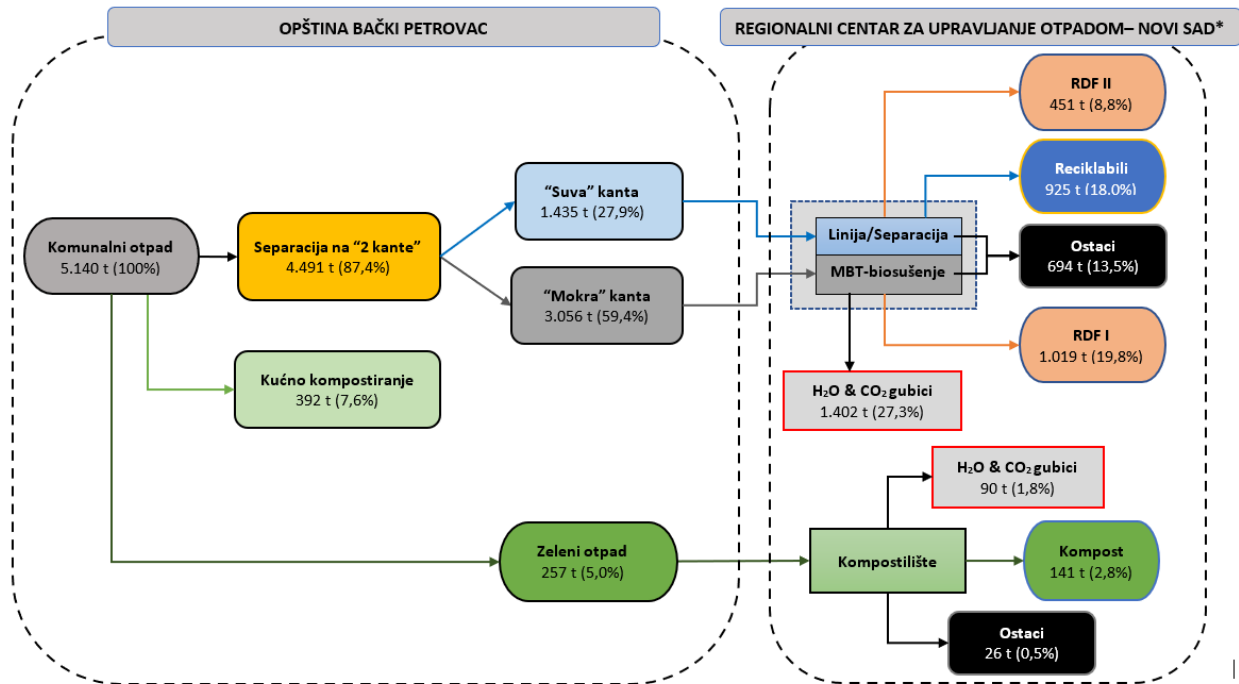 OPŠTINA BAČKI PETROVAC
REGIONALNI CENTAR ZA UPRAVLJANJE OTPADOM– NOVI SAD*
Komunalni otpad
5.140 t (100%)
Separacija na “2 kante”
4.491 t (87,4%)
Kućno kompostiranje
392 t (7,6%)
“Suva” kanta
1.435 t (27,9%)
“Mokra” kanta
3.056 t (59,4%)
Zeleni otpad
257 t (5,0%)
Linija/Separacija
MBT-biosušenje
RDF II
451 t (8,8%)
Reciklabili
925 t (18.0%)
Ostaci
694 t (13,5%)
RDF I
1.019 t (19,8%)
H₂O & CO₂ gubici
1.402 t (27,3%)
H₂O & CO₂ gubici
90 t (1,8%)
Kompostilište
Kompost
141 t (2,8%)
Ostaci
26 t (0,5%)